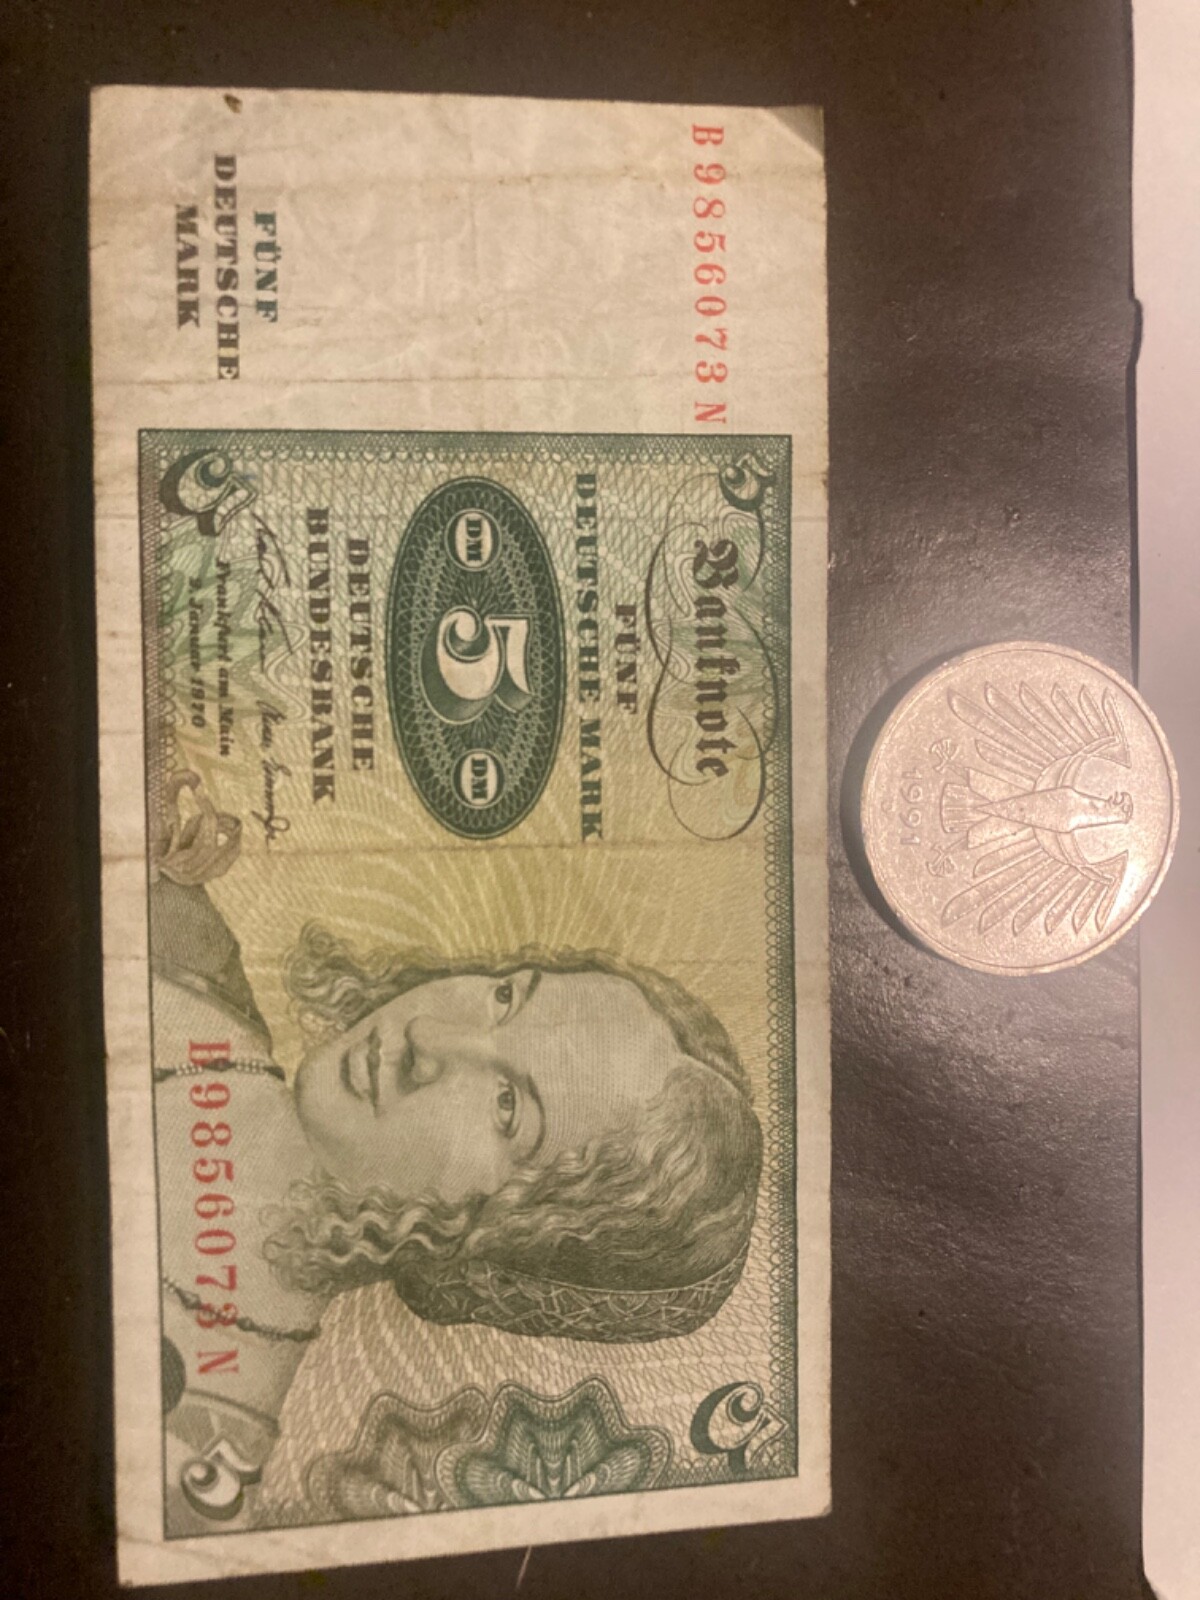 B9856073N
FÜNF
DEUTSCHE
MARK
5
5
Banknote
FÜNF
DEUTSCHE MARK
DM 5 DM
DEUTSCHE
BUNDESBANK
Frankfurt am Main
2. Januar 1970
5
5
B9856073N
1991
J